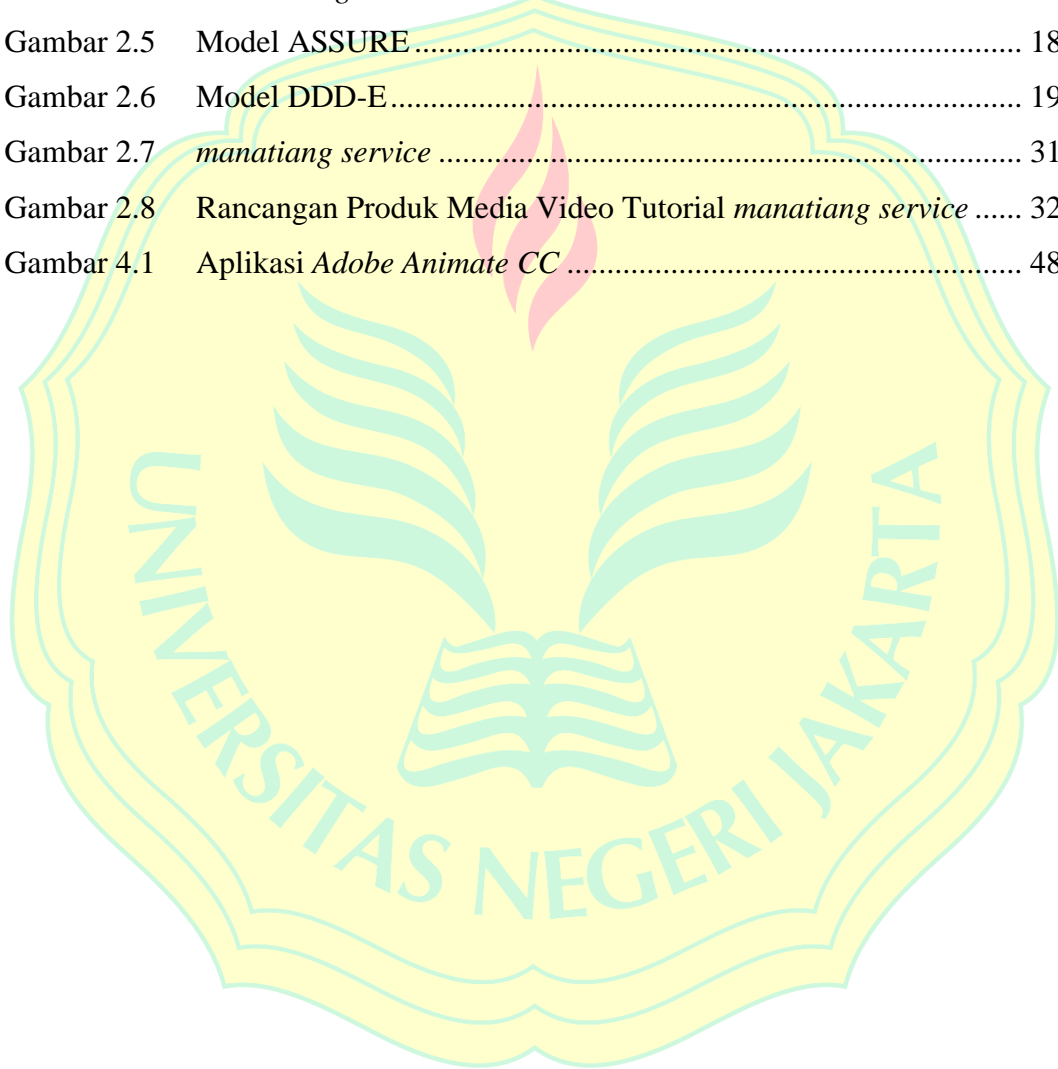 Gambar 2.5 Model ASSURE.......................................................................... 18
Gambar 2.6 Model DDD-E............................................................................. 19
Gambar 2.7 manatiang service ....................................................................... 31
Gambar 2.8 Rancangan Produk Media Video Tutorial manatiang service ...... 32
Gambar 4.1 Aplikasi Adobe Animate CC ....................................................... 48
UNIVERSITAS NEGERI JAKARTA